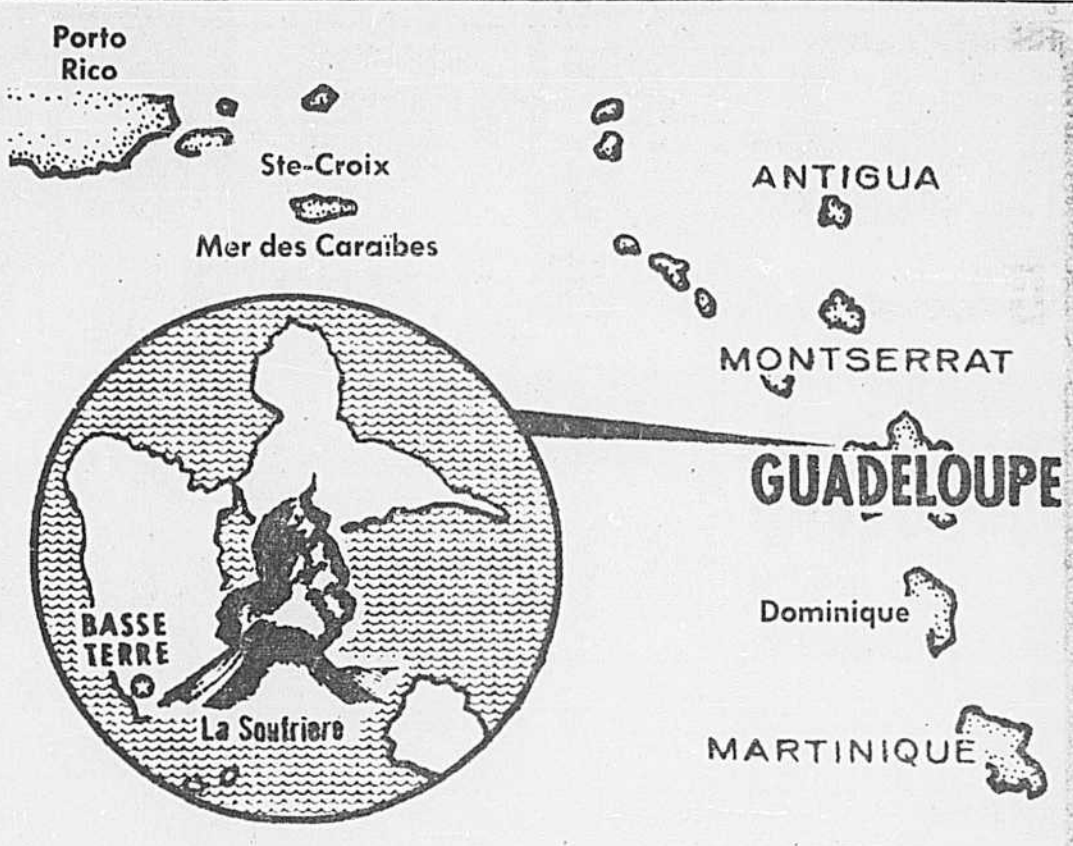 Porto
Rico
Ste-Croix
Mer des Caraïbes
ANTIGUA
MONTSERRAT
GUADELOUPE
Dominique
MARTINIQUE
BASSE
TERRE
La Soufriere